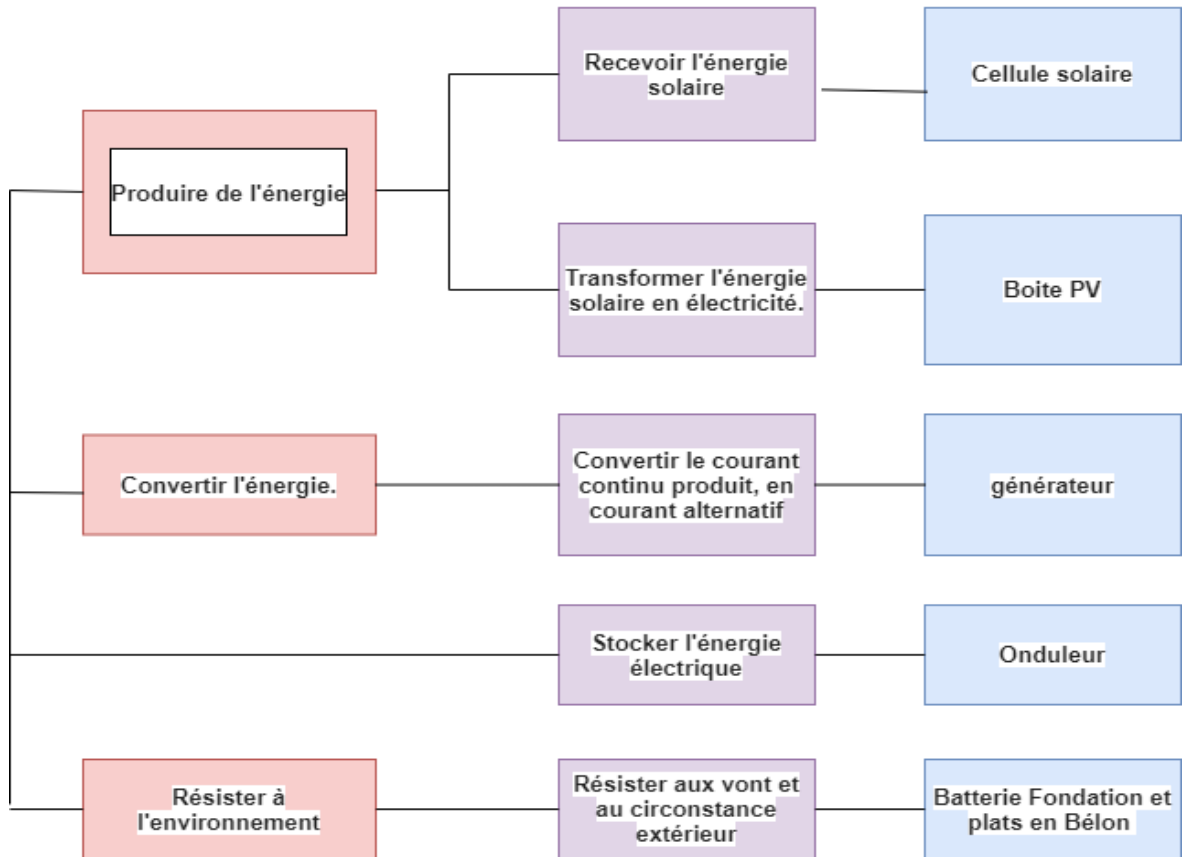 Recevoir l'énergie
solaire
Cellule solaire
Produire de l'énergie
Transformer l'énergie
solaire en électricité.
Boite PV
Convertir l'énergie.
Convertir le courant
continu produit, en
courant alternatif
générateur
Stocker l'énergie
électrique
Onduleur
Résister à
l'environnement
Résister aux vont et
au circonstance
extérieur
Batterie Fondation et
plats en Bélon